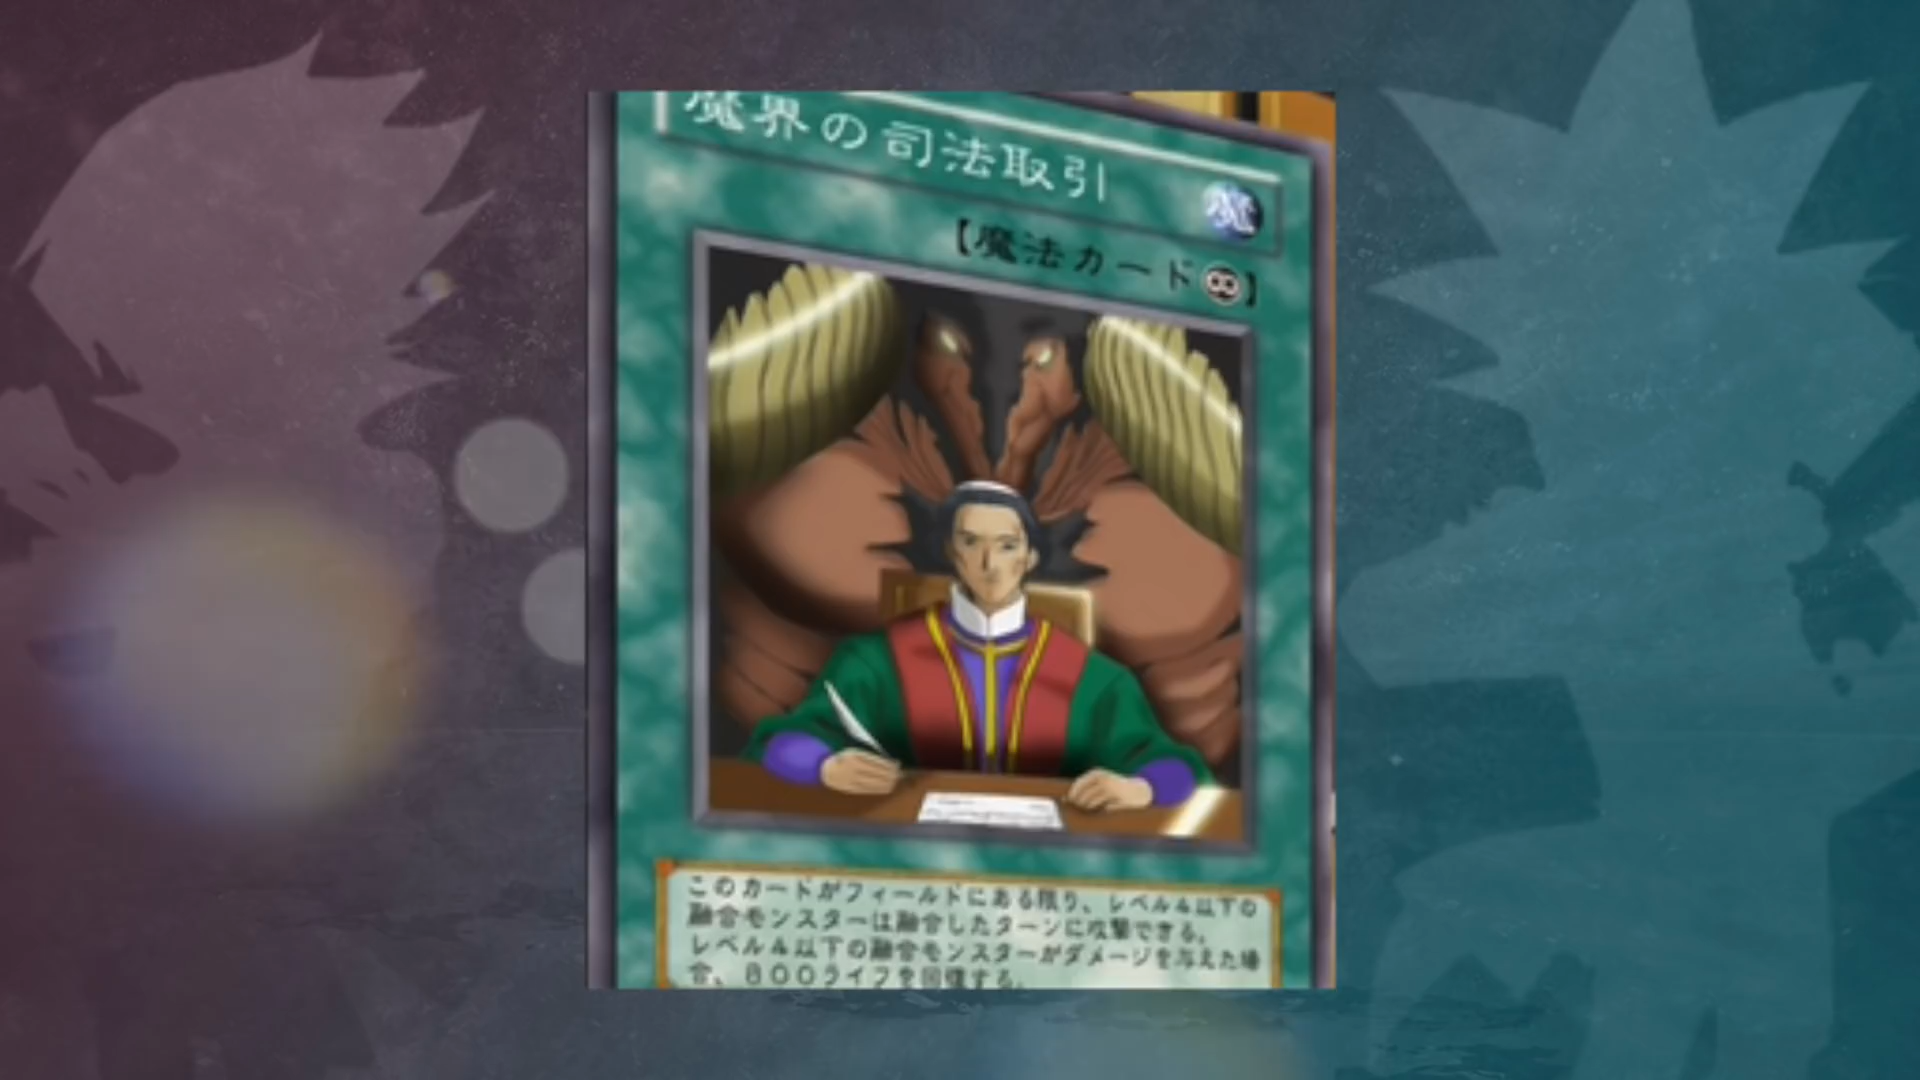 魔界の司法取引
魔
【魔法カード♾】
このカードがフィールドにある限り、レベル4以下の
融合モンスターは融合したターンに攻撃できる。
レベル4以下の融合モンスターがダメージを与えた場
合、800ライフを回復する。